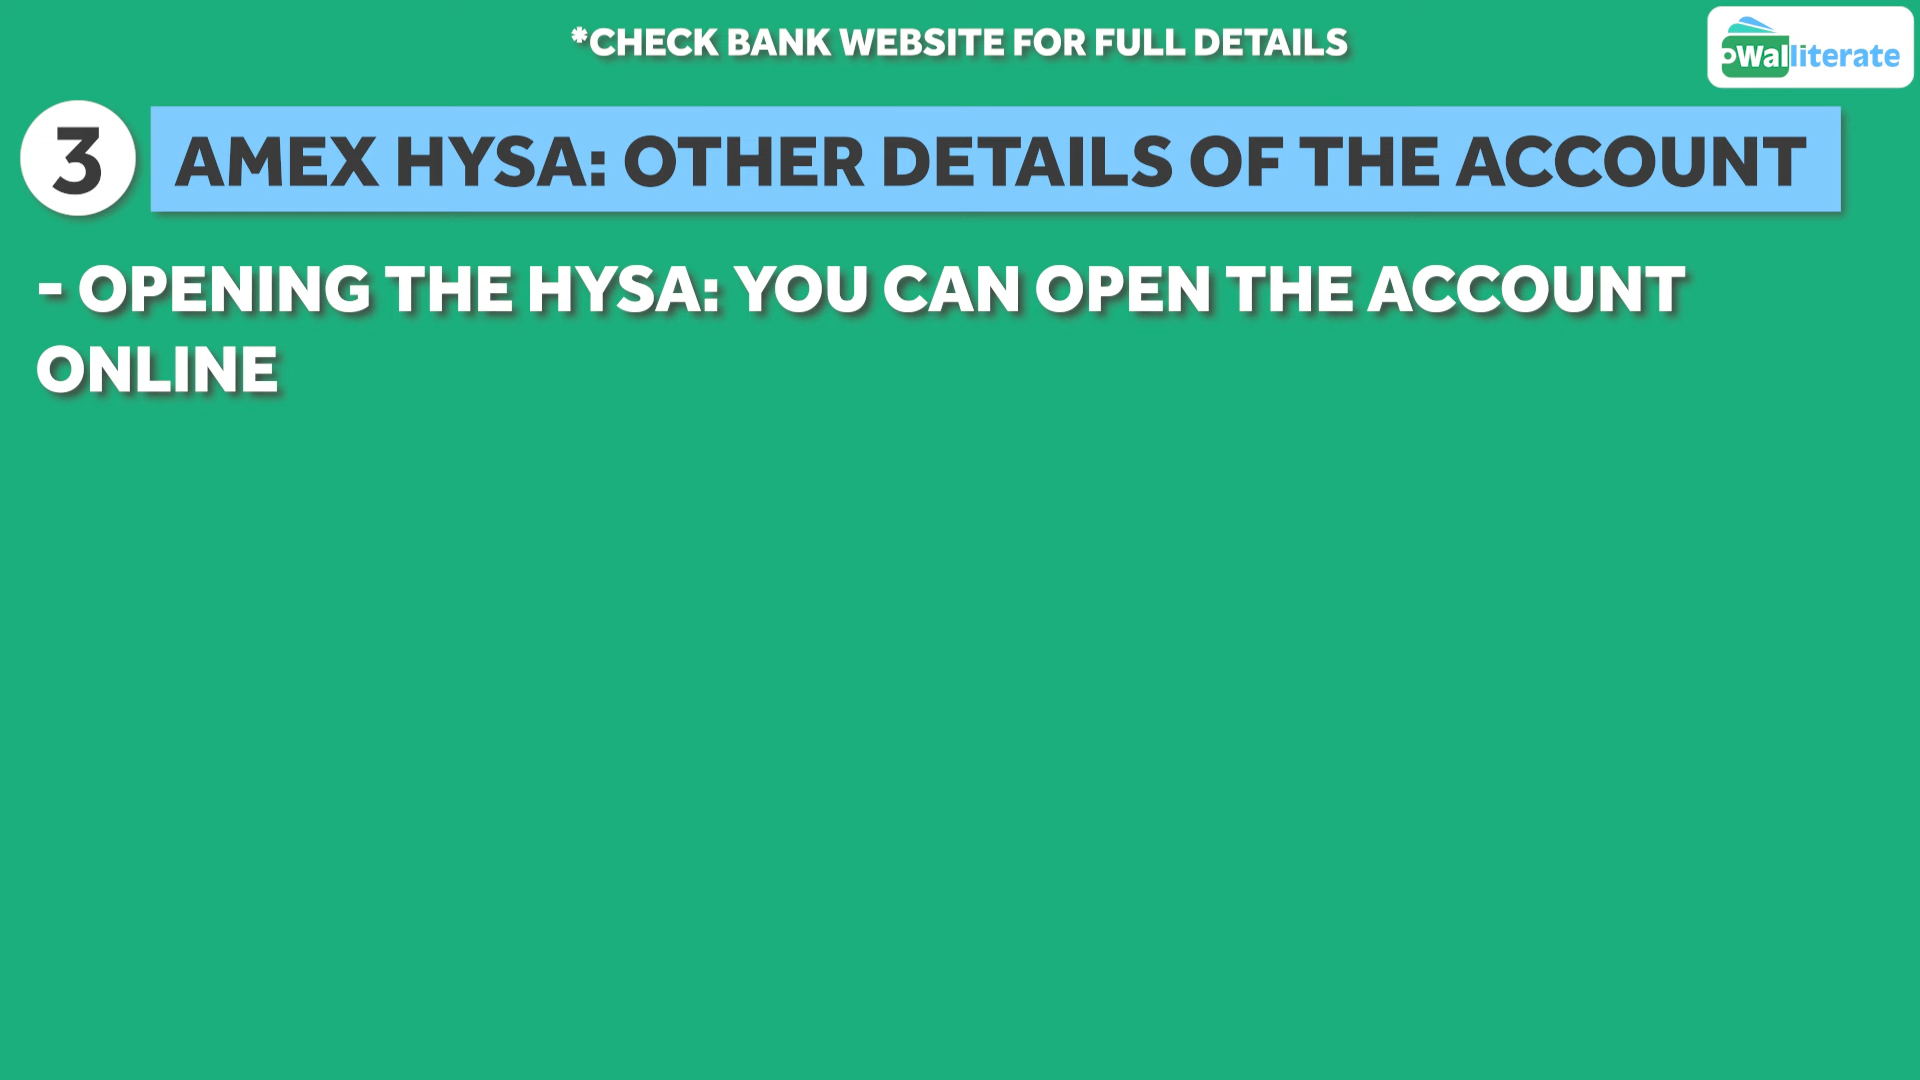 *CHECK BANK WEBSITE FOR FULL DETAILS
Walliterate
3
AMEX HYSA: OTHER DETAILS OF THE ACCOUNT
- OPENING THE HYSA: YOU CAN OPEN THE ACCOUNT
ONLINE